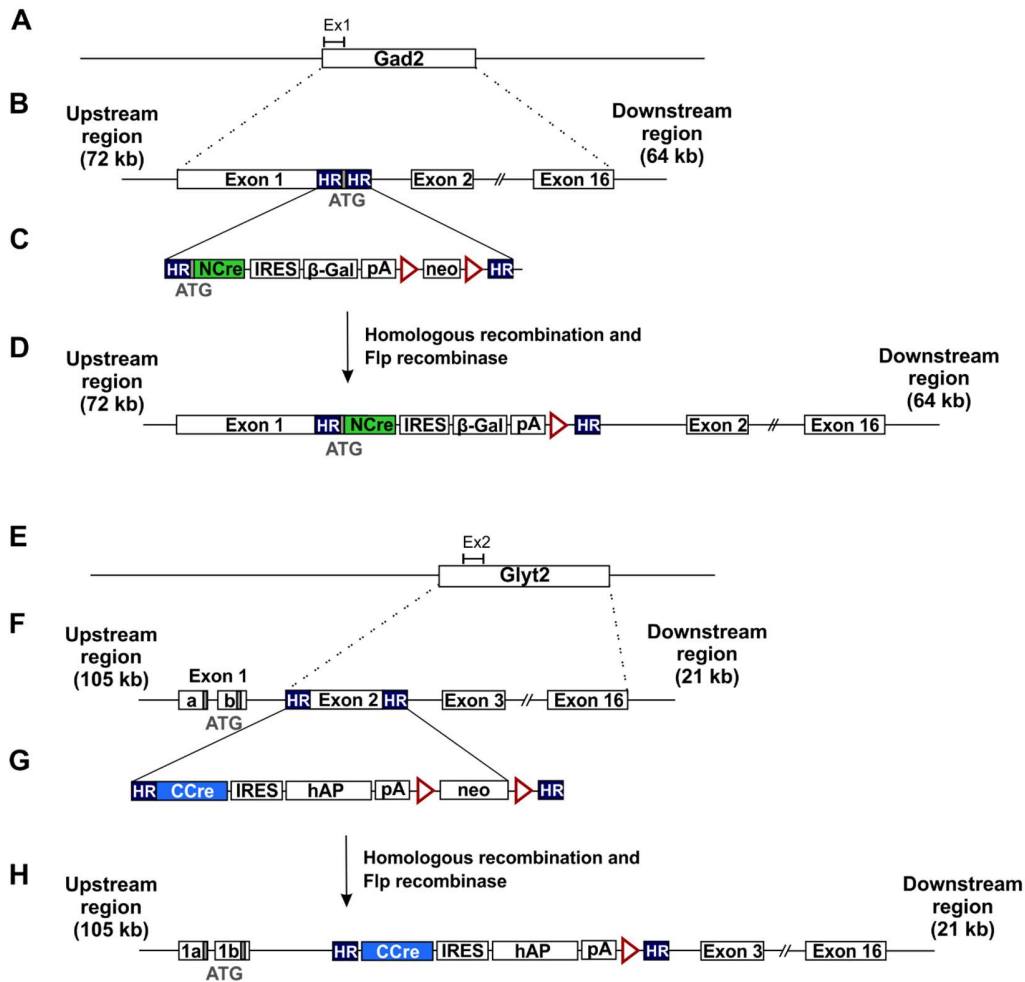 A
Ex1
Gad2
B
Upstream
region
(72 kb)
Downstream
region
(64 kb)
Exon 1 HR HR Exon 2 // Exon 16
ATG
C
HR NCre IRES β-Gal pA neo HR
ATG
Homologous recombination and
Flp recombinase
D
Upstream
region
(72 kb)
Downstream
region
(64 kb)
Exon 1 HR NCre IRES β-Gal pA HR Exon 2 // Exon 16
ATG
E
Ex2
Glyt2
F
Upstream
region
(105 kb)
Downstream
region
(21 kb)
Exon 1
a b HR Exon 2 HR Exon 3 // Exon 16
ATG
G
HR CCre IRES hAP pA neo HR
Homologous recombination and
Flp recombinase
H
Upstream
region
(105 kb)
Downstream
region
(21 kb)
1a 1b HR CCre IRES hAP pA HR Exon 3 // Exon 16
ATG